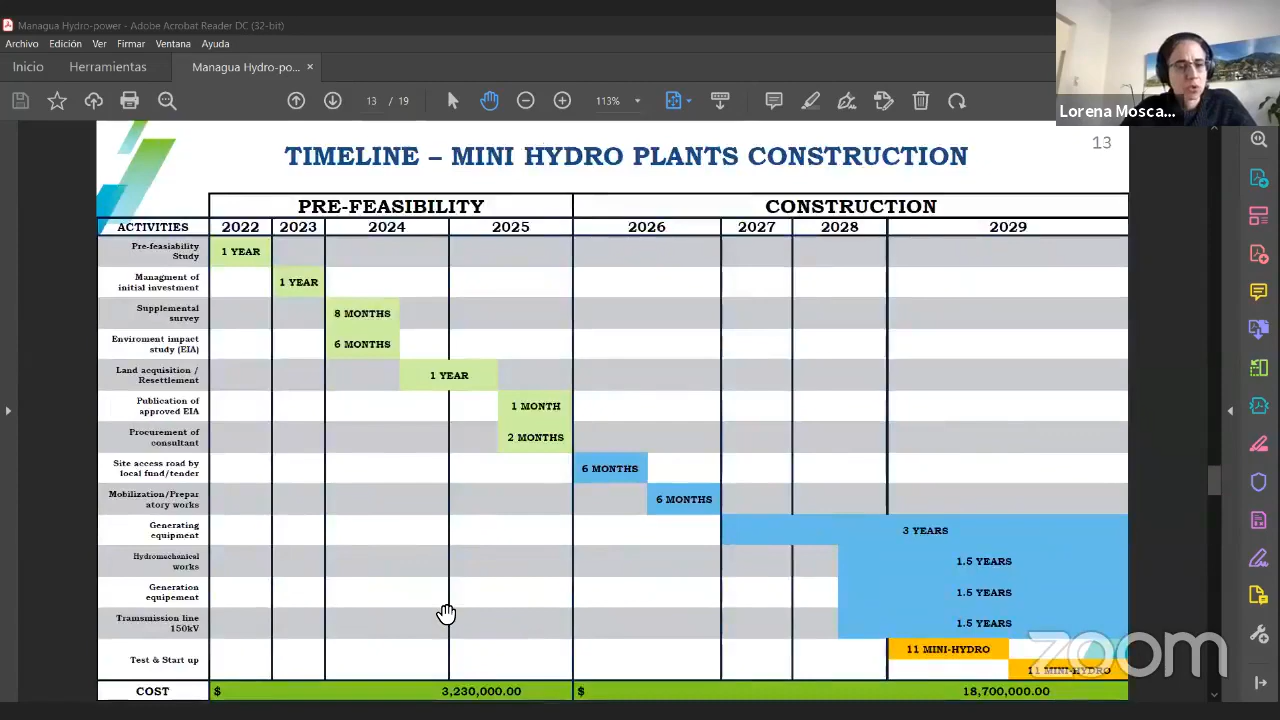 Managua Hydro-power - Adobe Acrobat Reader DC (32-bit)
Archivo Edición Ver Firmar Ventana Ayuda
Inicio Herramientas Managua Hydro-po... ×
13 / 19 113%
Lorena Mosca...
13
TIMELINE – MINI HYDRO PLANTS CONSTRUCTION
PRE-FEASIBILITY CONSTRUCTION
ACTIVITIES 2022 2023 2024 2025 2026 2027 2028 2029
Pre-feasibility
Study
1 YEAR
Managment of
initial investment
1 YEAR
Supplemental
survey
8 MONTHS
Enviroment impact
study (EIA)
6 MONTHS
Land acquisition /
Resettlement
1 YEAR
Publication of
approved EIA
1 MONTH
Procurement of
consultant
2 MONTHS
Site access road by
local fund/tender
6 MONTHS
Mobilization/Prepar
atory works
6 MONTHS
Generating
equipment
3 YEARS
Hydromechanical
works
1.5 YEARS
Generation
equipement
1.5 YEARS
Tramsmission line
150kV
1.5 YEARS
Test & Start up
11 MINI-HYDRO
11 MINI-HYDRO
COST $ 3,230,000.00 $ 18,700,000.00
zoom